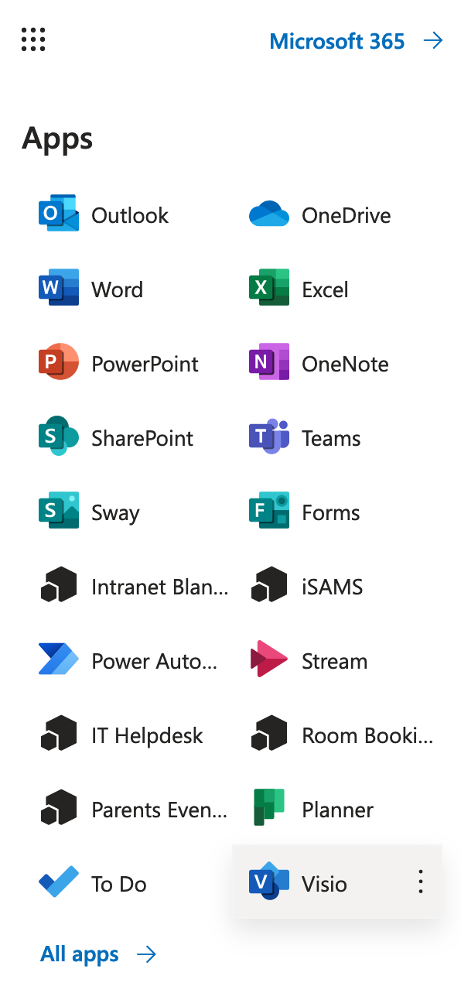 Microsoft 365
Apps
Outlook
OneDrive
Word
Excel
PowerPoint
OneNote
SharePoint
Teams
Sway
Forms
Intranet Blan...
iSAMS
Power Auto...
Stream
IT Helpdesk
Room Booki...
Parents Even...
Planner
To Do
Visio
All apps